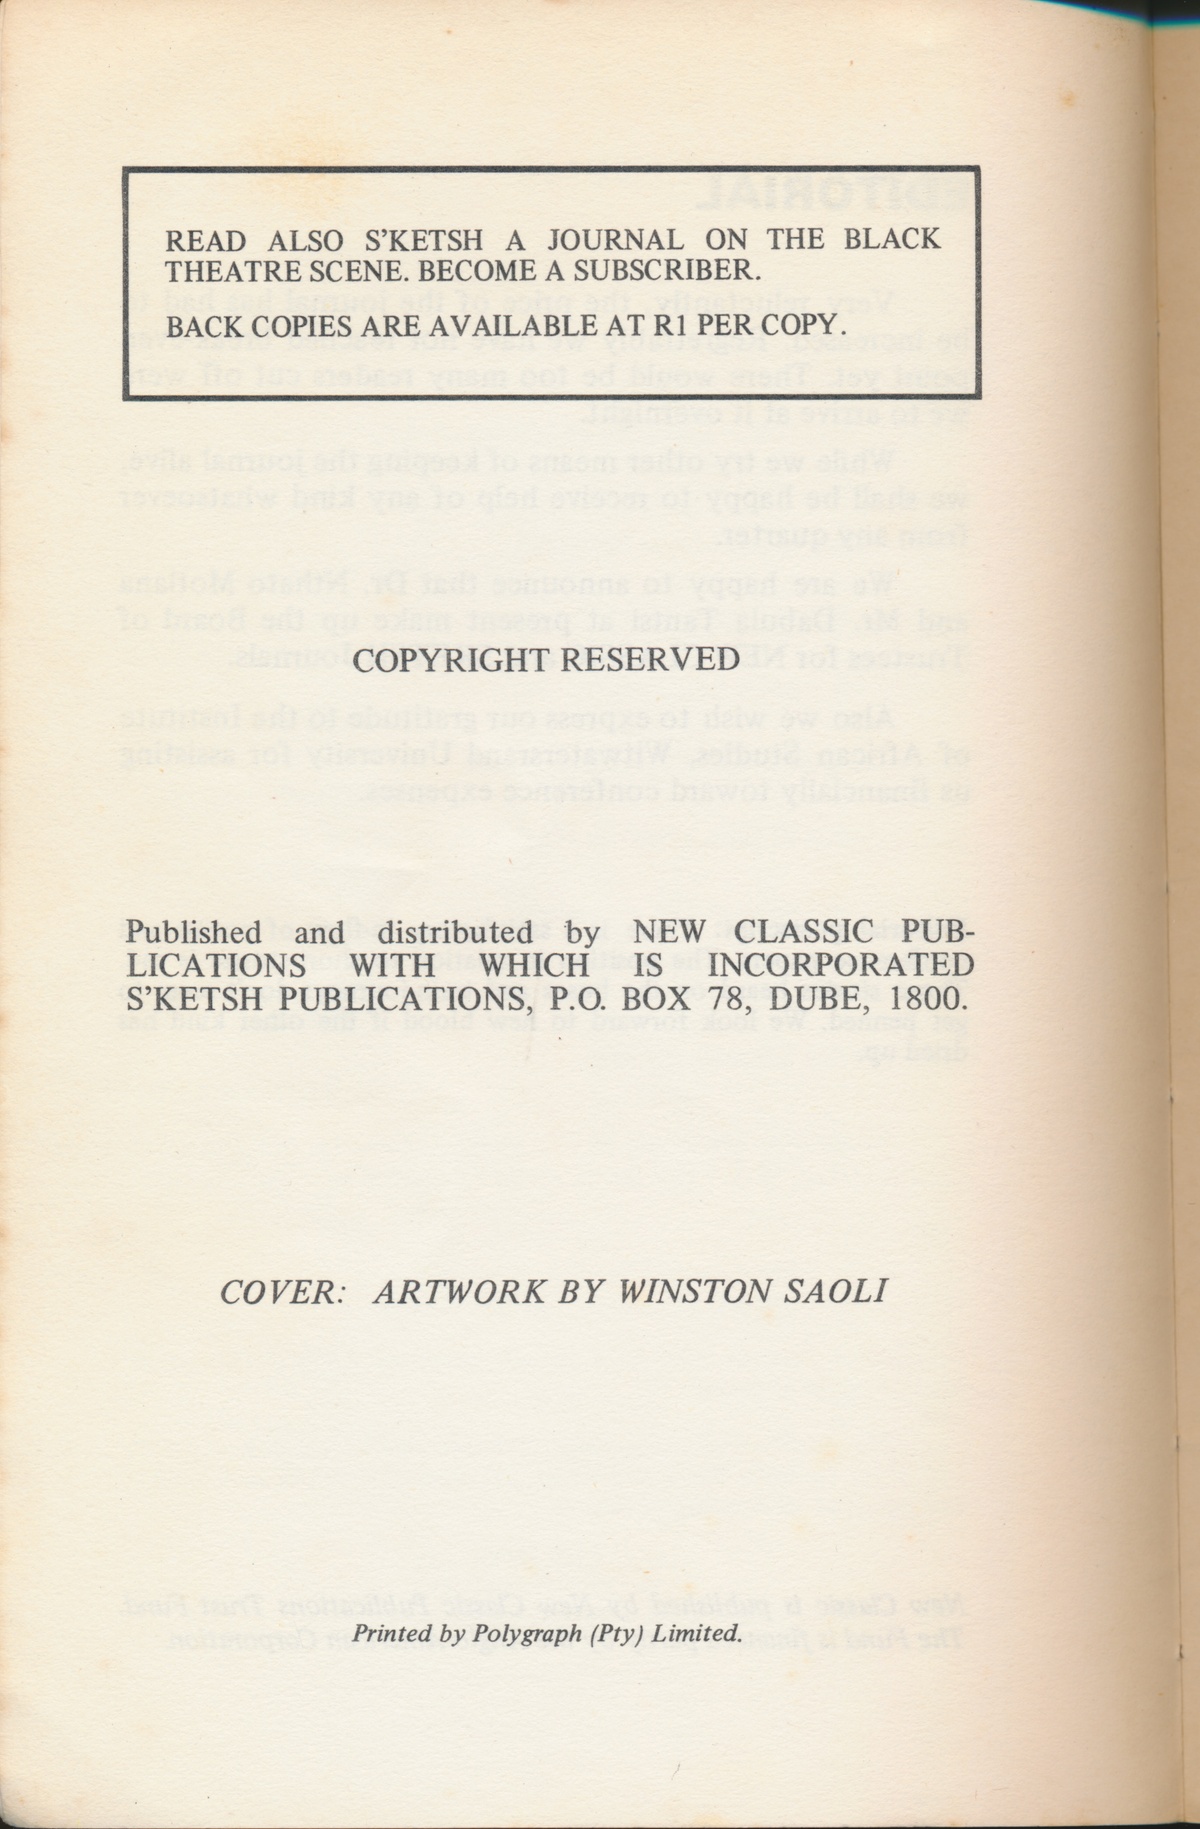 READ ALSO S’KETSH A JOURNAL ON THE BLACK
THEATRE SCENE. BECOME A SUBSCRIBER.
BACK COPIES ARE AVAILABLE AT R1 PER COPY.
COPYRIGHT RESERVED
Published and distributed by NEW CLASSIC PUB-
LICATIONS WITH WHICH IS INCORPORATED
S’KETSH PUBLICATIONS, P.O. BOX 78, DUBE, 1800.
COVER: ARTWORK BY WINSTON SAOLI
Printed by Polygraph (Pty) Limited.